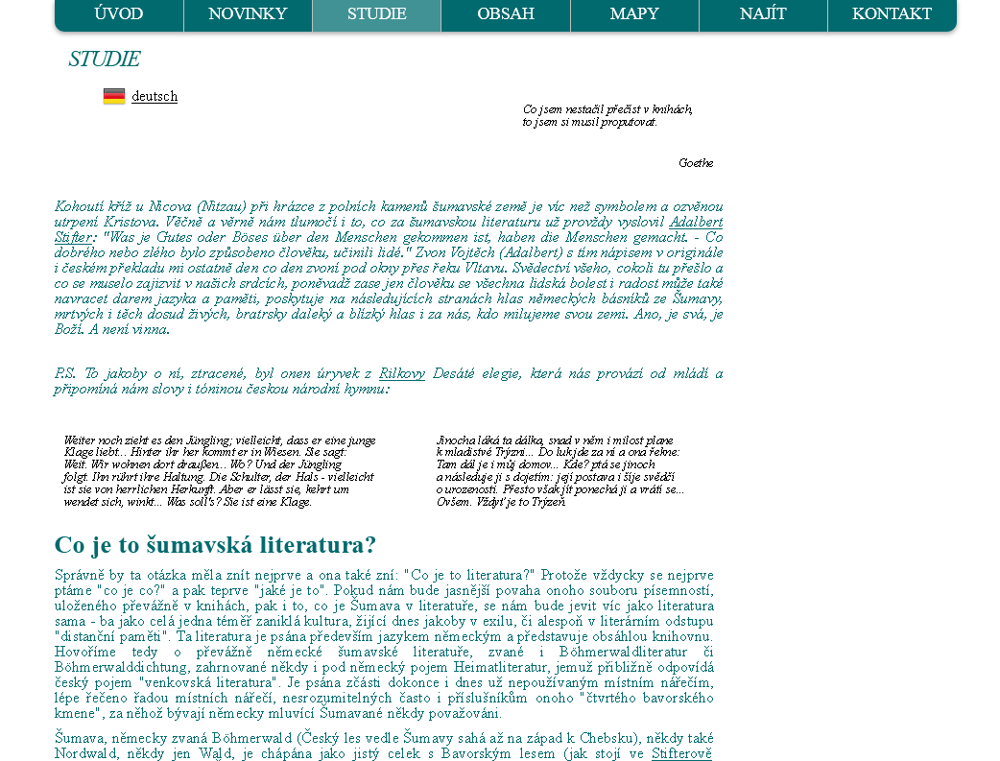 ÚVOD NOVINKY STUDIE OBSAH MAPY NAJÍT KONTAKT
STUDIE
deutsch
Co jsem nestačil přečíst v knihách,
to jsem si musil proputovat.
Goethe
Kohoutí kříž u Nicova (Nitzau) při hrázce z polních kamenů šumavské země je víc než symbolem a ozvěnou
utrpení Kristova. Věčně a věrně nám tlumočí i to, co za šumavskou literaturu už provždy vyslovil Adalbert
Stifter: "Was je Gutes oder Böses über den Menschen gekommen ist, haben die Menschen gemacht. - Co
dobrého nebo zlého bylo způsobeno člověku, učinili lidé." Zvon Vojtěch (Adalbert) s tím nápisem v originále
i českém překladu mi ostatně den co den zvoní pod okny přes řeku Vltavu. Svědectví všeho, cokoli tu přešlo a
co se muselo zajizvit v našich srdcích, poněvadž zase jen člověku se všechna lidská bolest i radost může také
navracet darem jazyka a paměti, poskytuje na následujících stranách hlas německých básníků ze Šumavy,
mrtvých i těch dosud živých, bratrsky daleký a blízký hlas i za nás, kdo milujeme svou zemi. Ano, je svá, je
Boží. A není vinna.
P.S. To jakoby o ní, ztracené, byl onen úryvek z Rilkovy Desáté elegie, která nás provází od mládí a
připomíná nám slovy i tóninou českou národní hymnu:
Weiter noch zieht es den Jüngling; vielleicht, dass er eine junge
Klage liebt... Hinter ihr her kommt er in Wiesen. Sie sagt:
Weit. Wir wohnen dort draußen... Wo? Und der Jüngling
folgt. Ihn rührt ihre Haltung. Die Schulter, der Hals - vielleicht
ist sie von herrlichen Herkunft. Aber er lässt sie, kehrt um
wendet sich, winkt... Was soll's? Sie ist eine Klage.
Jinocha láká ta dálka, snad v něm i milost plane
k mladistvé Trýzni... Do luk jde za ní a ona řekne:
Tam dál je i můj domov... Kde? ptá se jinoch
a následuje ji s dojetím: její postava i šíje svědčí
o urozenosti. Přesto však jít ponechá ji a vrátí se...
Ovšem. Vždyť je to Trýzeň.
Co je to šumavská literatura?
Správně by ta otázka měla znít nejprve a ona také zní: "Co je to literatura?" Protože vždycky se nejprve
ptáme "co je co?" a pak teprve "jaké je to". Pokud nám bude jasnější povaha onoho souboru písemností,
uloženého převážně v knihách, pak i to, co je Šumava v literatuře, se nám bude jevit víc jako literatura
sama - ba jako celá jedna téměř zaniklá kultura, žijící dnes jakoby v exilu, či alespoň v literárním odstupu
"distanční paměti". Ta literatura je psána především jazykem německým a představuje obsáhlou knihovnu.
Hovoříme tedy o převážně německé šumavské literatuře, zvané i Böhmerwaldliteratur či
Böhmerwalddichtung, zahrnované někdy i pod německý pojem Heimatliteratur, jemuž přibližně odpovídá
český pojem "venkovská literatura". Je psána zčásti dokonce i dnes už nepoužívaným místním nářečím,
lépe řečeno řadou místních nářečí, nesrozumitelných často i příslušníkům onoho "čtvrtého bavorského
kmene", za něhož bývají německy mluvící Šumavané někdy považováni.
Šumava, německy zvaná Böhmerwald (Český les vedle Šumavy sahá až na západ k Chebsku), někdy také
Nordwald, někdy jen Wald, je chápána jako jistý celek s Bavorským lesem (jak stojí ve Stifterově